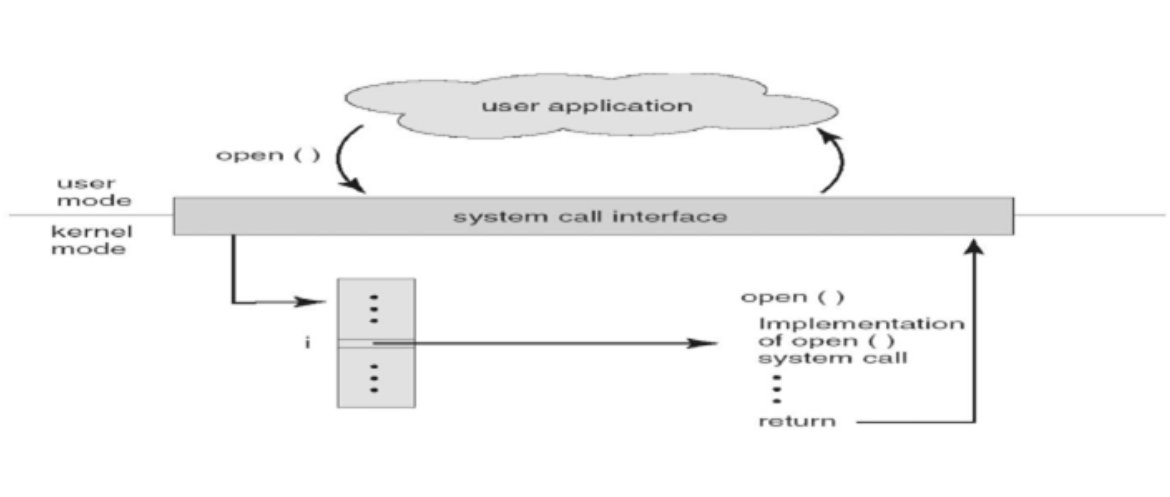 user application
open ( )
user
mode
system call interface
kernel
mode
i
open ( )
Implementation
of open ( )
system call
return